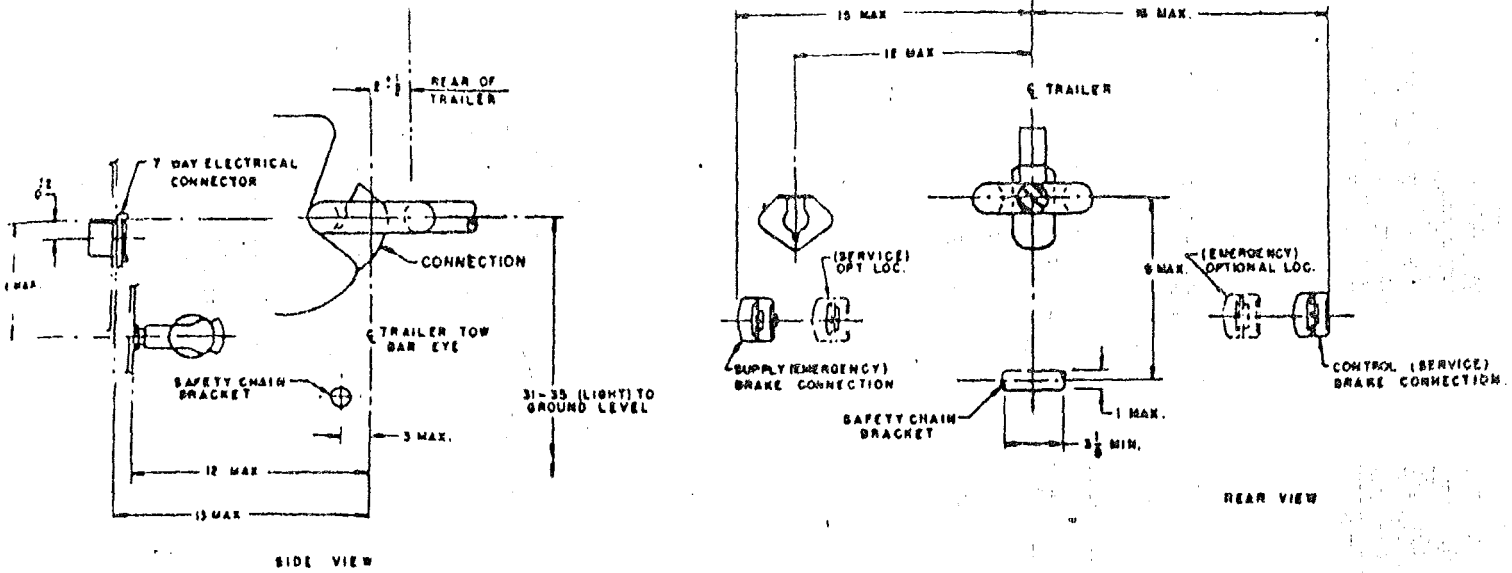 REAR OF
TRAILER
7 WAY ELECTRICAL
CONNECTOR
CONNECTION
℄ TRAILER TOW
BAR EYE
SAFETY CHAIN
BRACKET
31-35 (LIGHT) TO
GROUND LEVEL
3 MAX.
12 MAX
13 MAX
SIDE VIEW
15 MAX
MAX.
12 MAX
℄ TRAILER
(SERVICE)
OPT LOC.
(EMERGENCY)
OPTIONAL LOC.
MAX.
SUPPLY (EMERGENCY)
BRAKE CONNECTION
CONTROL (SERVICE)
BRAKE CONNECTION.
SAFETY CHAIN
BRACKET
1 MAX.
MIN.
REAR VIEW